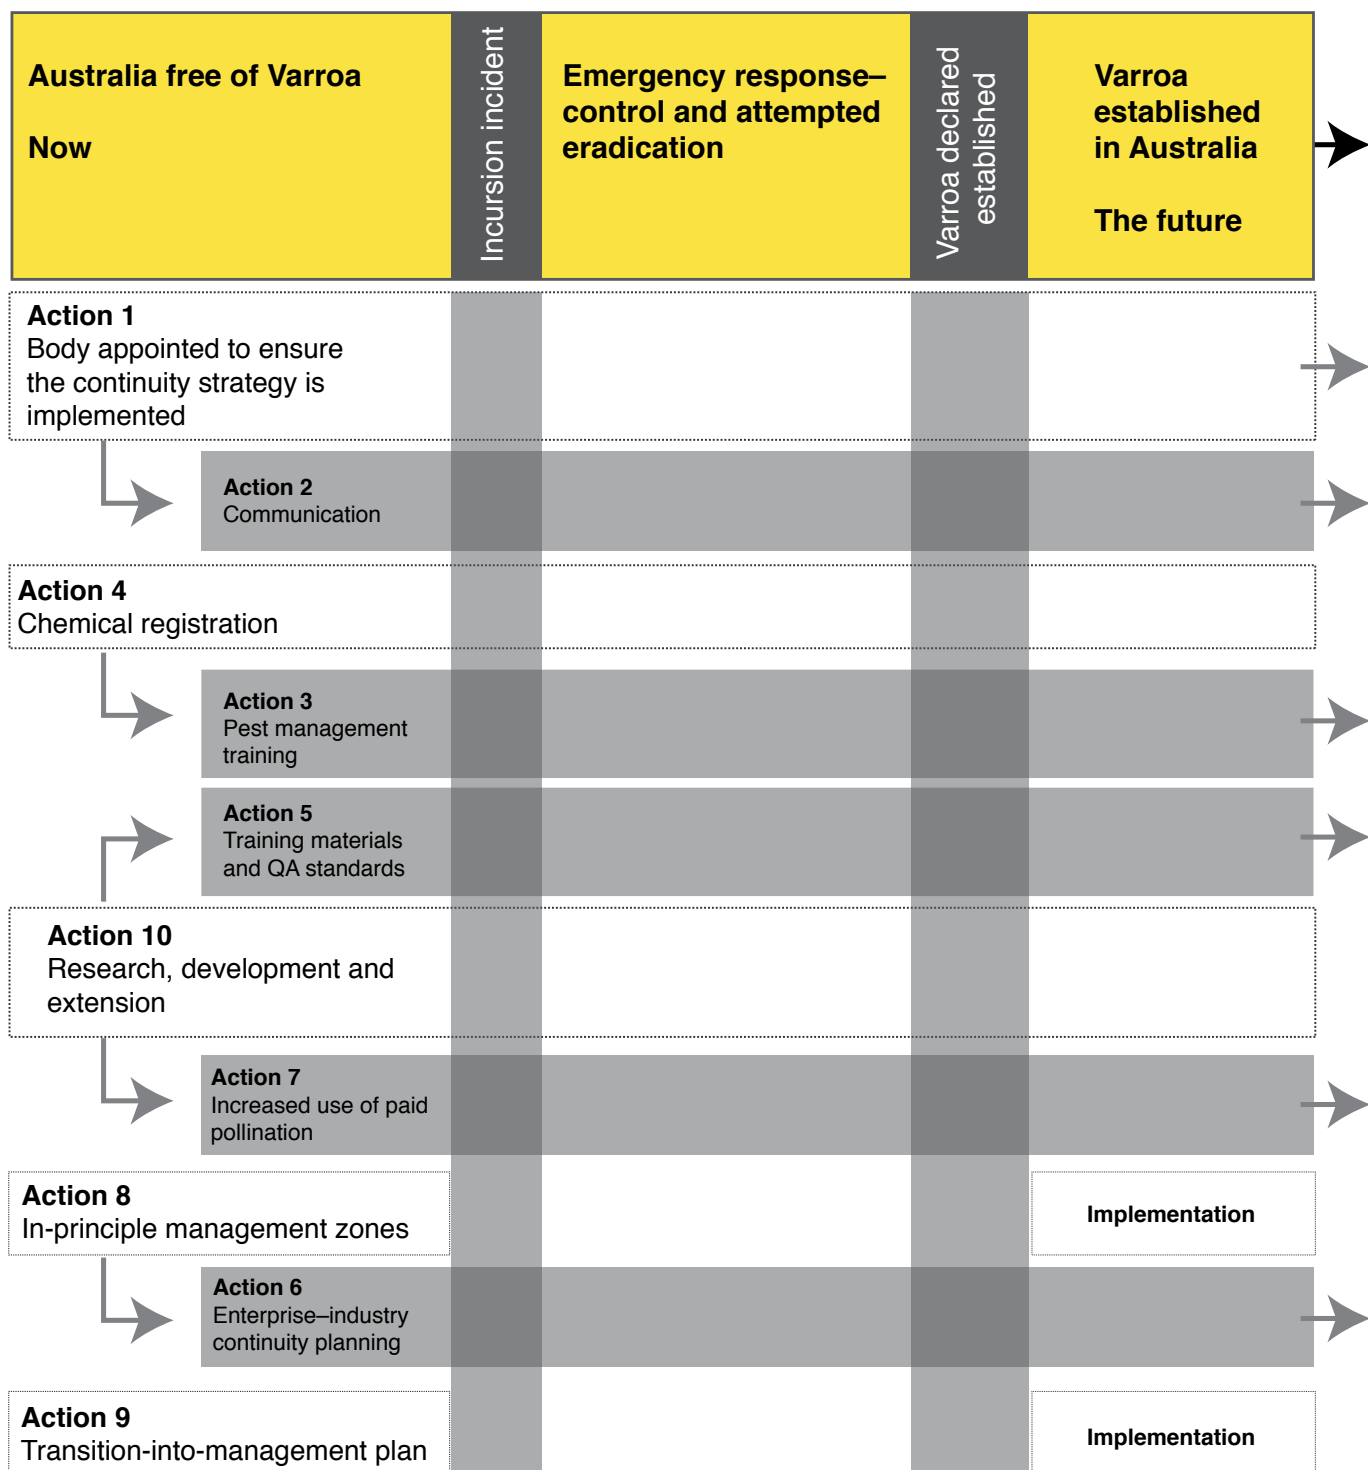 Australia free of Varroa
Now
Incursion incident
Emergency response–
control and attempted
eradication
Varroa declared
established
Varroa
established
in Australia
The future
Action 1
Body appointed to ensure
the continuity strategy is
implemented
Action 2
Communication
Action 4
Chemical registration
Action 3
Pest management
training
Action 5
Training materials
and QA standards
Action 10
Research, development and
extension
Action 7
Increased use of paid
pollination
Action 8
In-principle management zones
Implementation
Action 6
Enterprise–industry
continuity planning
Action 9
Transition-into-management plan
Implementation